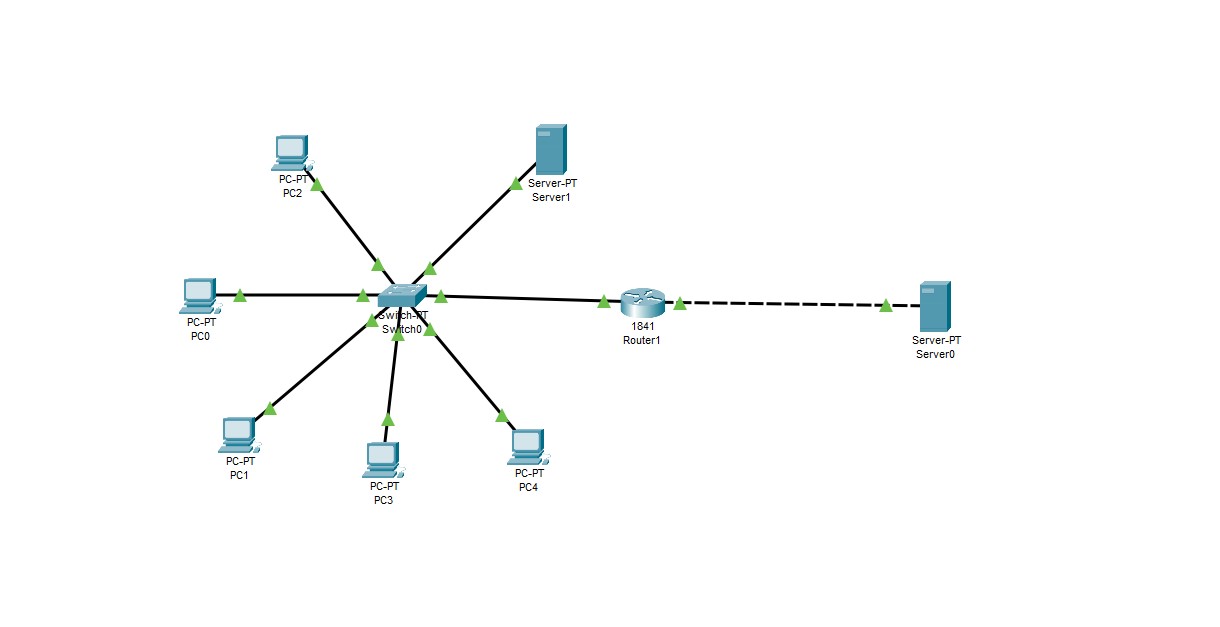 PC-PT
PC2
Server-PT
Server1
PC-PT
PC0
Switch-PT
Switch0
1841
Router1
Server-PT
Server0
PC-PT
PC1
PC-PT
PC3
PC-PT
PC4